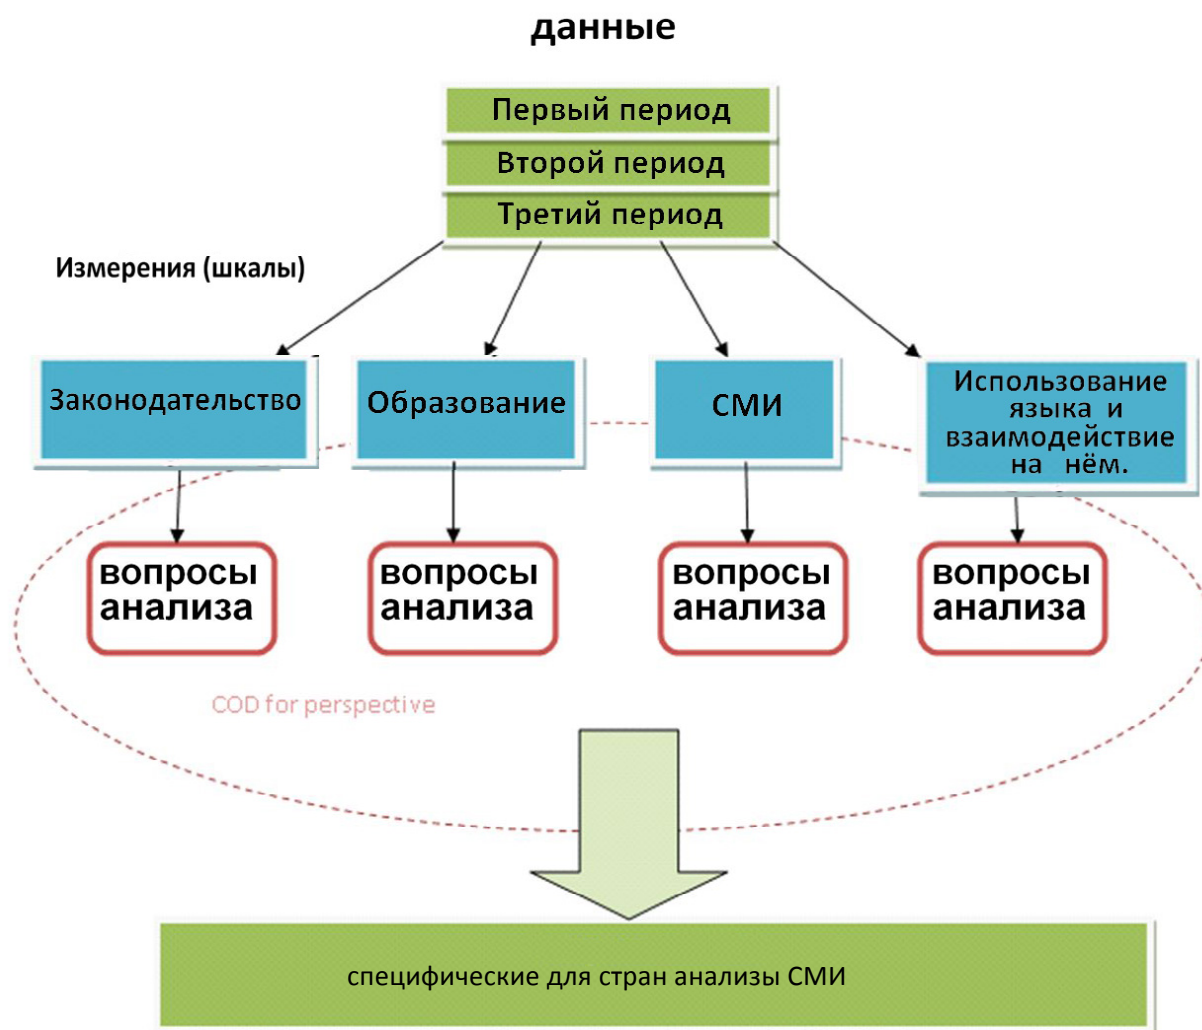 данные
Первый период
Второй период
Третий период
Измерения (шкалы)
Законодательство
Образование
СМИ
Использование
языка и
взаимодействие
на нём.
вопросы
анализа
вопросы
анализа
вопросы
анализа
вопросы
анализа
COD for perspective
специфические для стран анализы СМИ